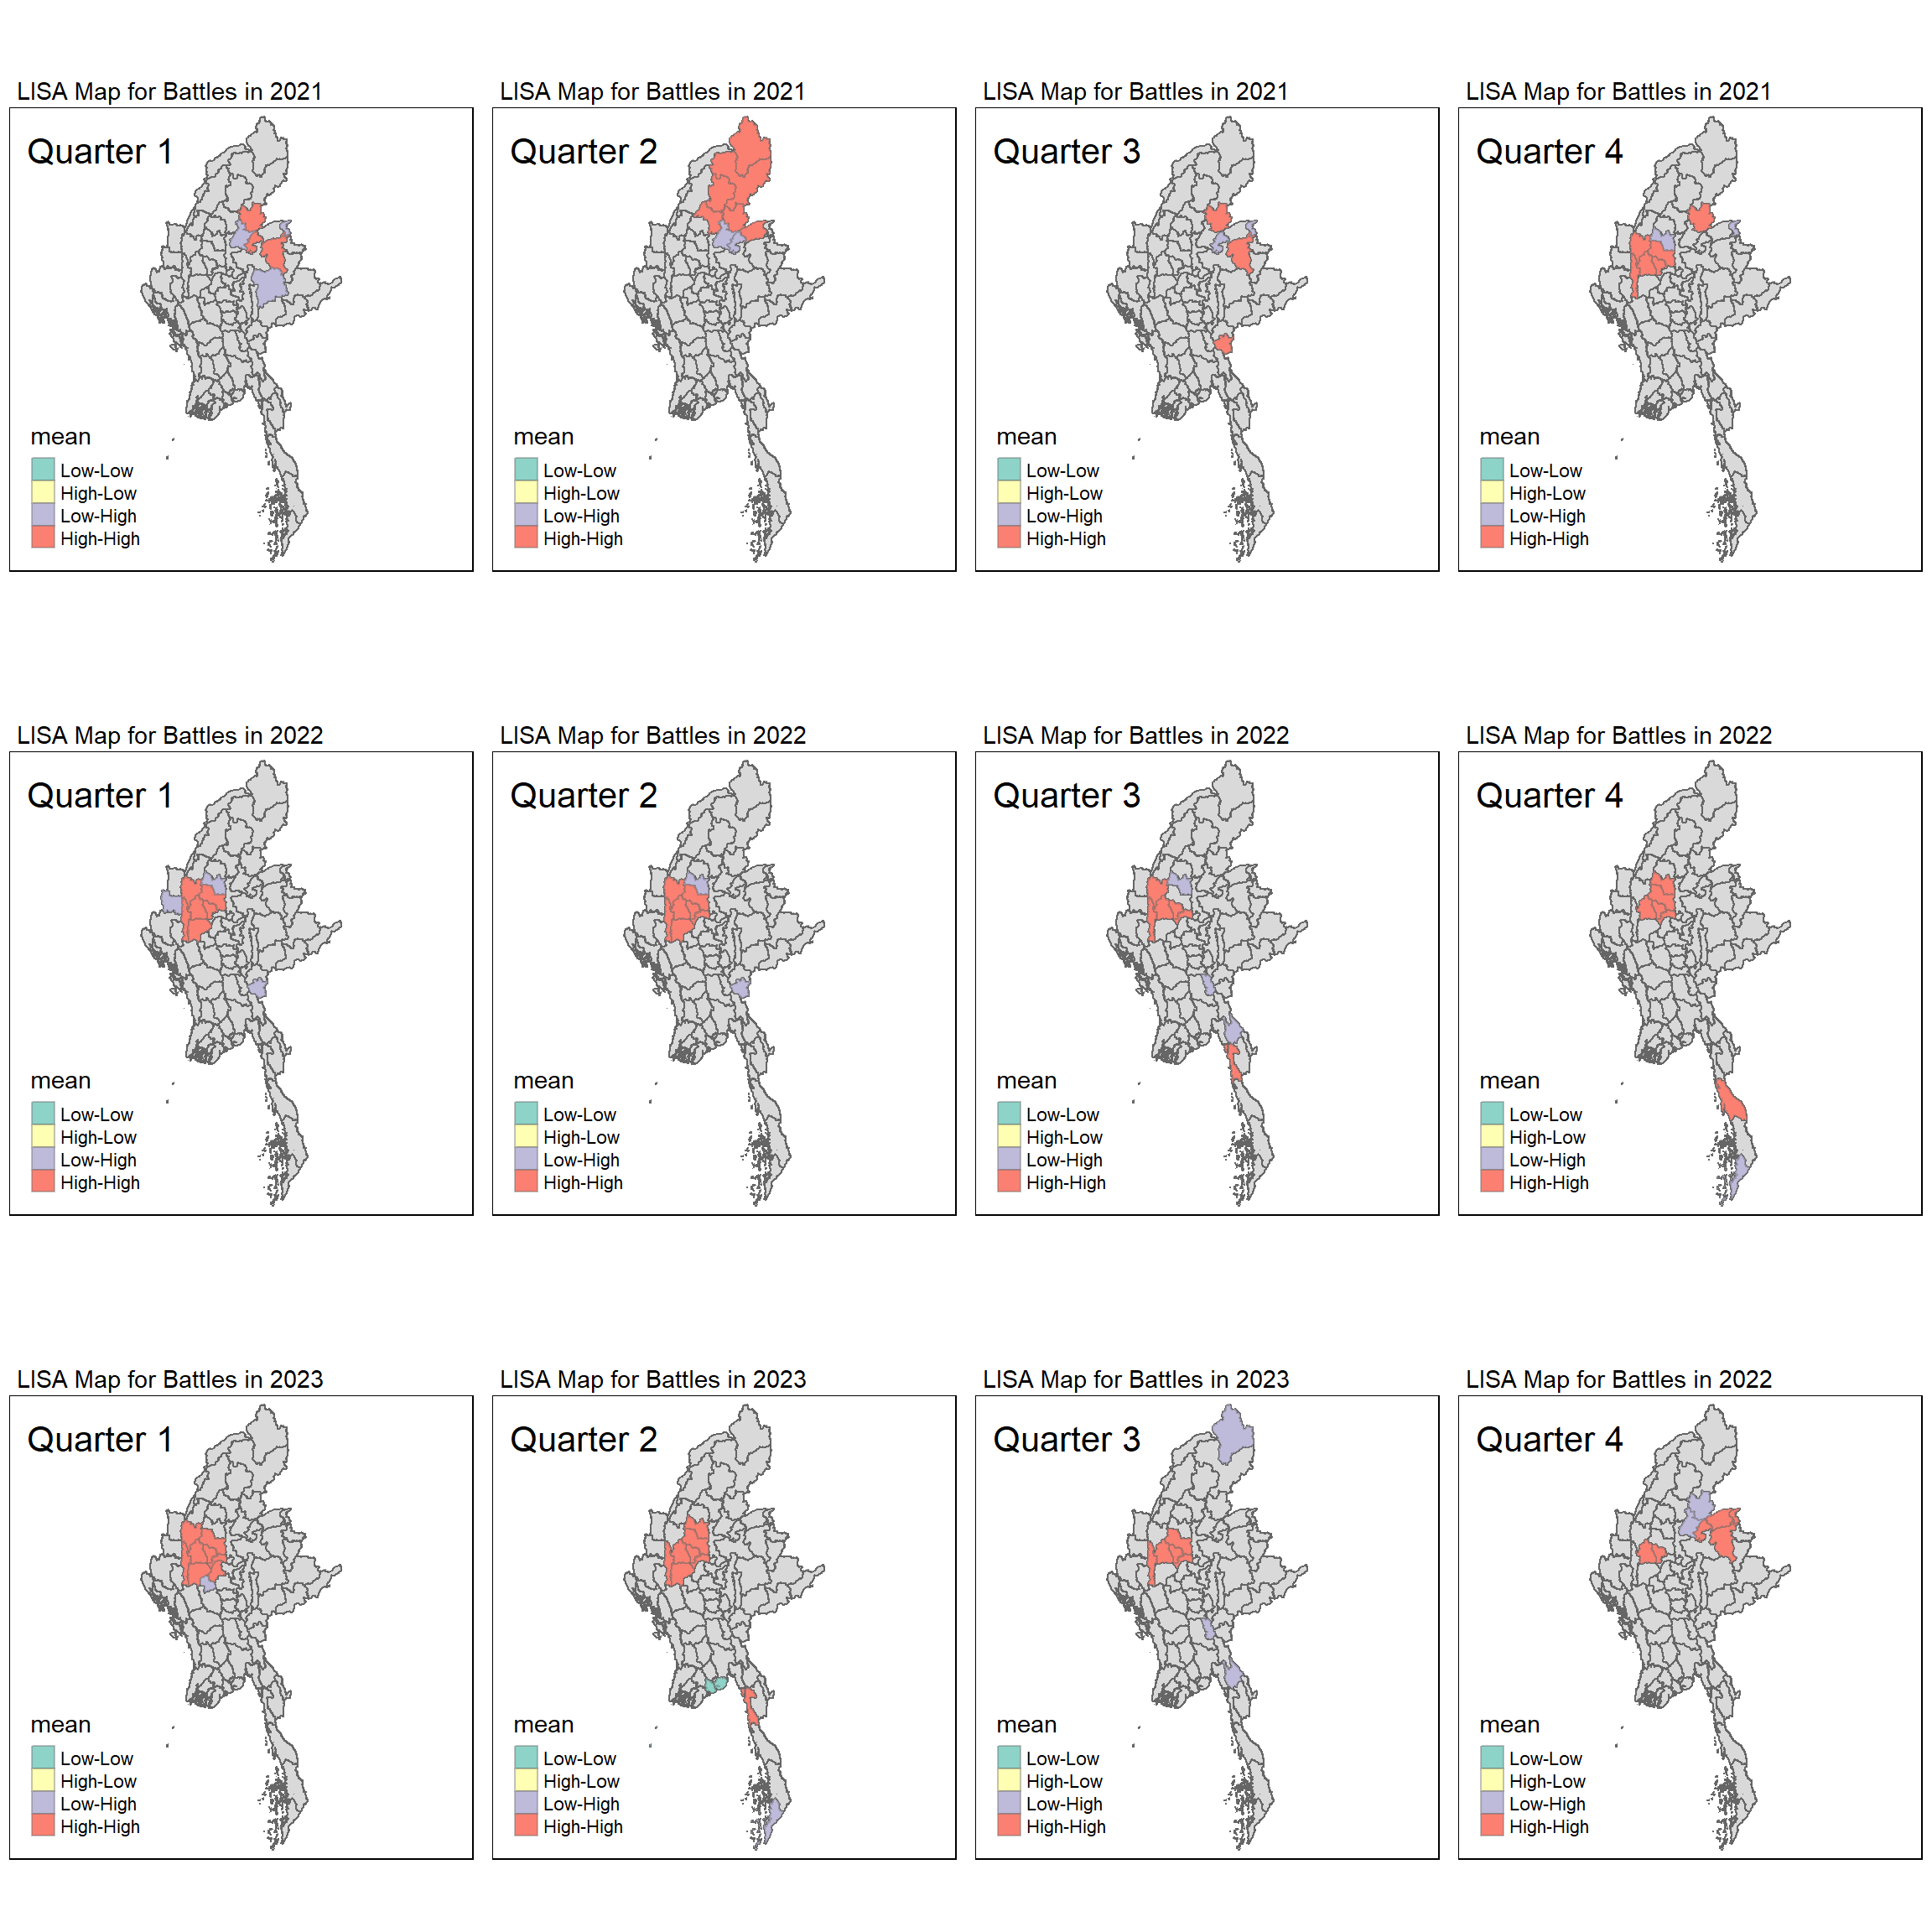 LISA Map for Battles in 2021
Quarter 1
mean
Low-Low
High-Low
Low-High
High-High
LISA Map for Battles in 2021
Quarter 2
mean
Low-Low
High-Low
Low-High
High-High
LISA Map for Battles in 2021
Quarter 3
mean
Low-Low
High-Low
Low-High
High-High
LISA Map for Battles in 2021
Quarter 4
mean
Low-Low
High-Low
Low-High
High-High
LISA Map for Battles in 2022
Quarter 1
mean
Low-Low
High-Low
Low-High
High-High
LISA Map for Battles in 2022
Quarter 2
mean
Low-Low
High-Low
Low-High
High-High
LISA Map for Battles in 2022
Quarter 3
mean
Low-Low
High-Low
Low-High
High-High
LISA Map for Battles in 2022
Quarter 4
mean
Low-Low
High-Low
Low-High
High-High
LISA Map for Battles in 2023
Quarter 1
mean
Low-Low
High-Low
Low-High
High-High
LISA Map for Battles in 2023
Quarter 2
mean
Low-Low
High-Low
Low-High
High-High
LISA Map for Battles in 2023
Quarter 3
mean
Low-Low
High-Low
Low-High
High-High
LISA Map for Battles in 2022
Quarter 4
mean
Low-Low
High-Low
Low-High
High-High